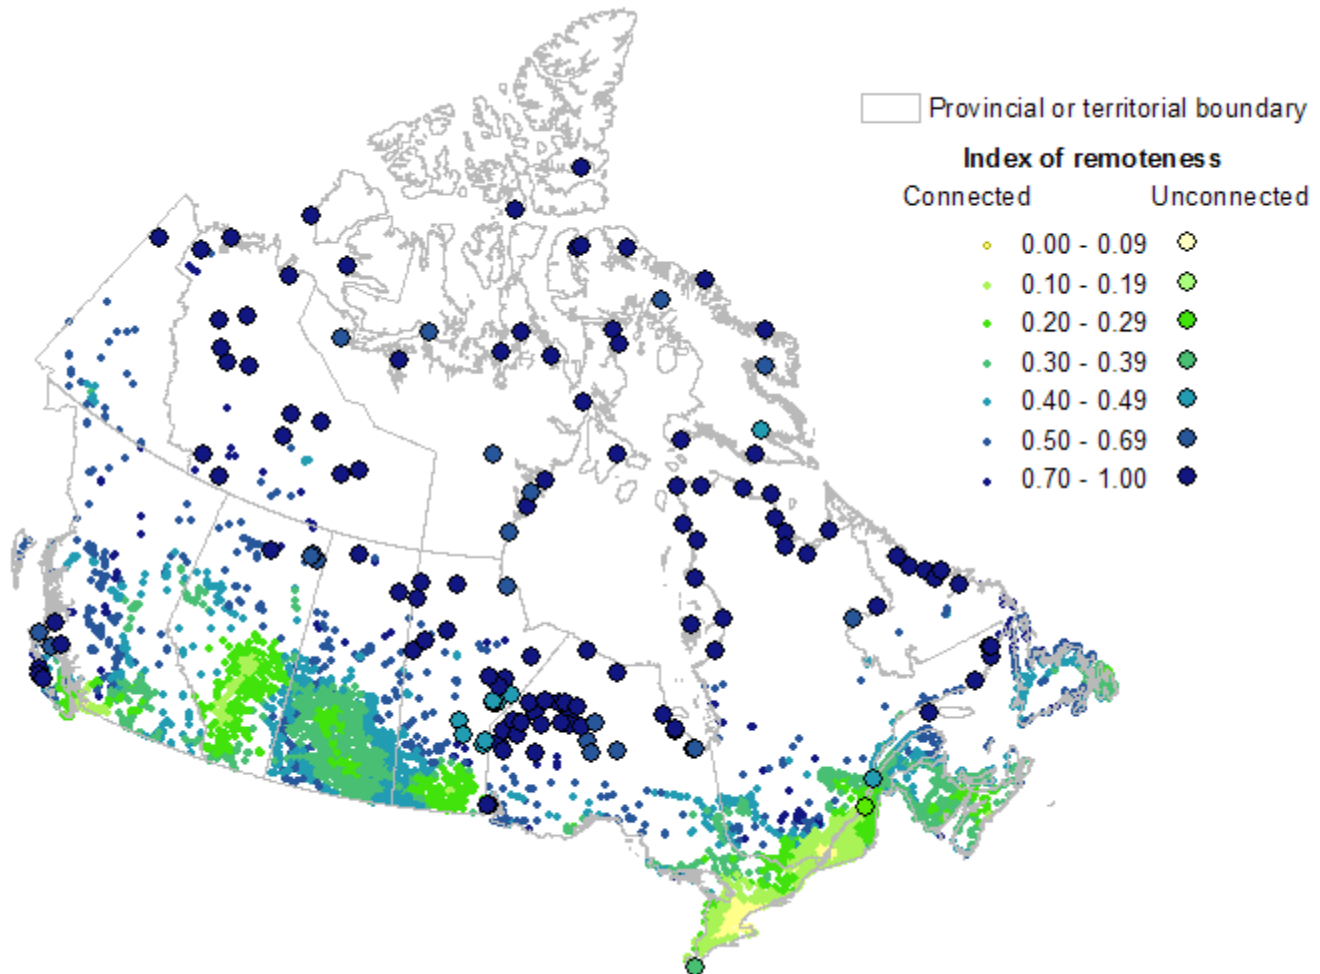 Provincial or territorial boundary
Index of remoteness
Connected Unconnected
0.00 - 0.09
0.10 - 0.19
0.20 - 0.29
0.30 - 0.39
0.40 - 0.49
0.50 - 0.69
0.70 - 1.00